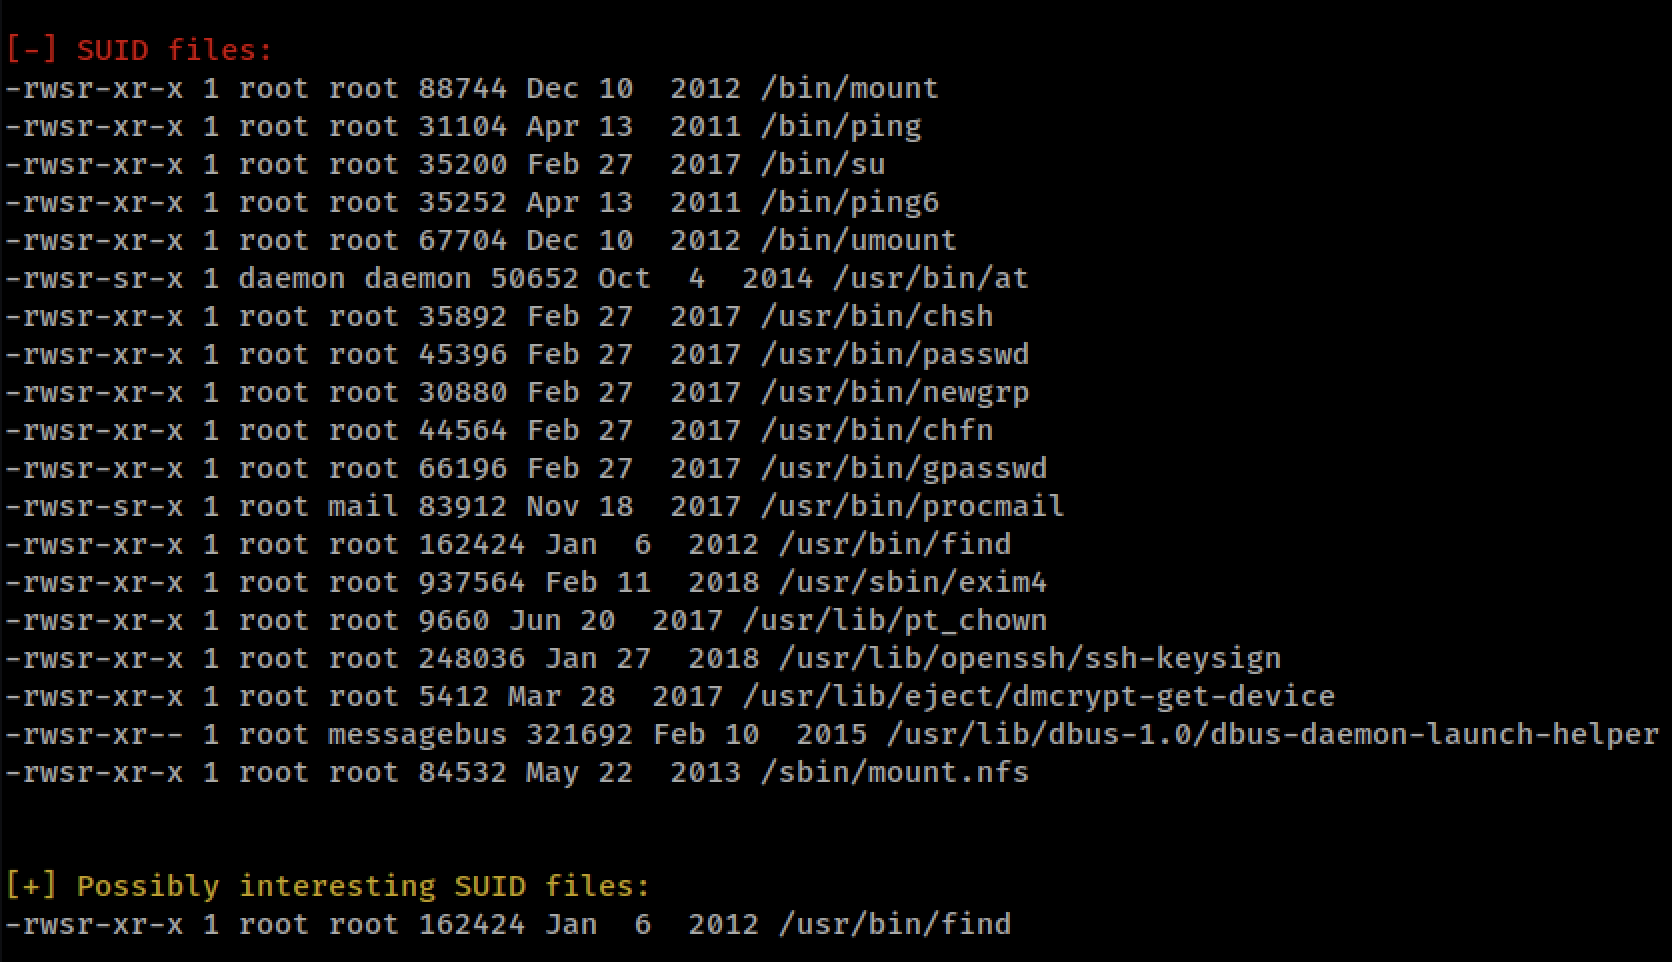 [-] SUID files:
-rwsr-xr-x 1 root root 88744 Dec 10  2012 /bin/mount
-rwsr-xr-x 1 root root 31104 Apr 13  2011 /bin/ping
-rwsr-xr-x 1 root root 35200 Feb 27  2017 /bin/su
-rwsr-xr-x 1 root root 35252 Apr 13  2011 /bin/ping6
-rwsr-xr-x 1 root root 67704 Dec 10  2012 /bin/umount
-rwsr-sr-x 1 daemon daemon 50652 Oct  4  2014 /usr/bin/at
-rwsr-xr-x 1 root root 35892 Feb 27  2017 /usr/bin/chsh
-rwsr-xr-x 1 root root 45396 Feb 27  2017 /usr/bin/passwd
-rwsr-xr-x 1 root root 30880 Feb 27  2017 /usr/bin/newgrp
-rwsr-xr-x 1 root root 44564 Feb 27  2017 /usr/bin/chfn
-rwsr-xr-x 1 root root 66196 Feb 27  2017 /usr/bin/gpasswd
-rwsr-sr-x 1 root mail 83912 Nov 18  2017 /usr/bin/procmail
-rwsr-xr-x 1 root root 162424 Jan  6  2012 /usr/bin/find
-rwsr-xr-x 1 root root 937564 Feb 11  2018 /usr/sbin/exim4
-rwsr-xr-x 1 root root 9660 Jun 20  2017 /usr/lib/pt_chown
-rwsr-xr-x 1 root root 248036 Jan 27  2018 /usr/lib/openssh/ssh-keysign
-rwsr-xr-x 1 root root 5412 Mar 28  2017 /usr/lib/eject/dmcrypt-get-device
-rwsr-xr-- 1 root messagebus 321692 Feb 10  2015 /usr/lib/dbus-1.0/dbus-daemon-launch-helper
-rwsr-xr-x 1 root root 84532 May 22  2013 /sbin/mount.nfs
[+] Possibly interesting SUID files:
-rwsr-xr-x 1 root root 162424 Jan  6  2012 /usr/bin/find